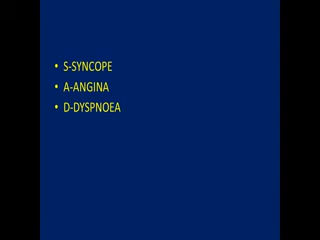 • S-SYNCOPE
• A-ANGINA
• D-DYSPNOEA